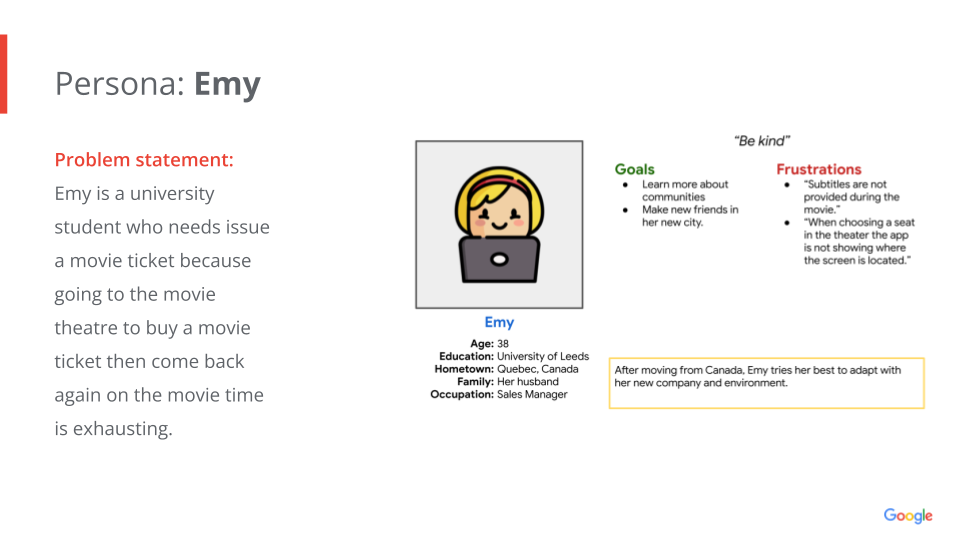 Persona: Emy
Problem statement:
Emy is a university
student who needs issue
a movie ticket because
going to the movie
theatre to buy a movie
ticket then come back
again on the movie time
is exhausting.
Emy
Age: 38
Education: University of Leeds
Hometown: Quebec, Canada
Family: Her husband
Occupation: Sales Manager
“Be kind”
Goals
● Learn more about
communities
● Make new friends in
her new city.
Frustrations
● “Subtitles are not
provided during the
movie.”
● “When choosing a seat
in the theater the app
is not showing where
the screen is located.”
After moving from Canada, Emy tries her best to adapt with
her new company and environment.
Google